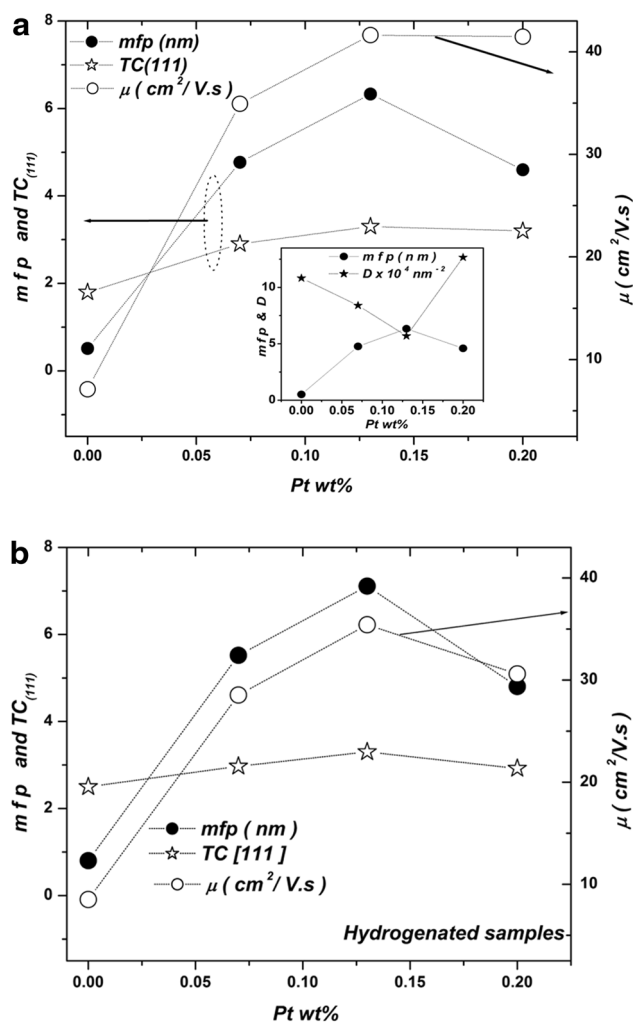 a
mfp (nm)
TC(111)
μ ( cm²/ V.s )
8
6
4
2
0
m f p and TC(111)
40
30
20
10
μ ( cm²/V.s )
m f p ( n m )
D x 10⁴ nm⁻²
10
5
0
mfp & D
0.00 0.05 0.10 0.15 0.20
Pt wt%
0.00 0.05 0.10 0.15 0.20
Pt wt%
b
8
6
4
2
0
m f p and TC(111)
40
30
20
10
μ ( cm²/V.s )
mfp ( nm )
TC [111 ]
μ ( cm²/ V.s )
Hydrogenated samples
0.00 0.05 0.10 0.15 0.20
Pt wt%